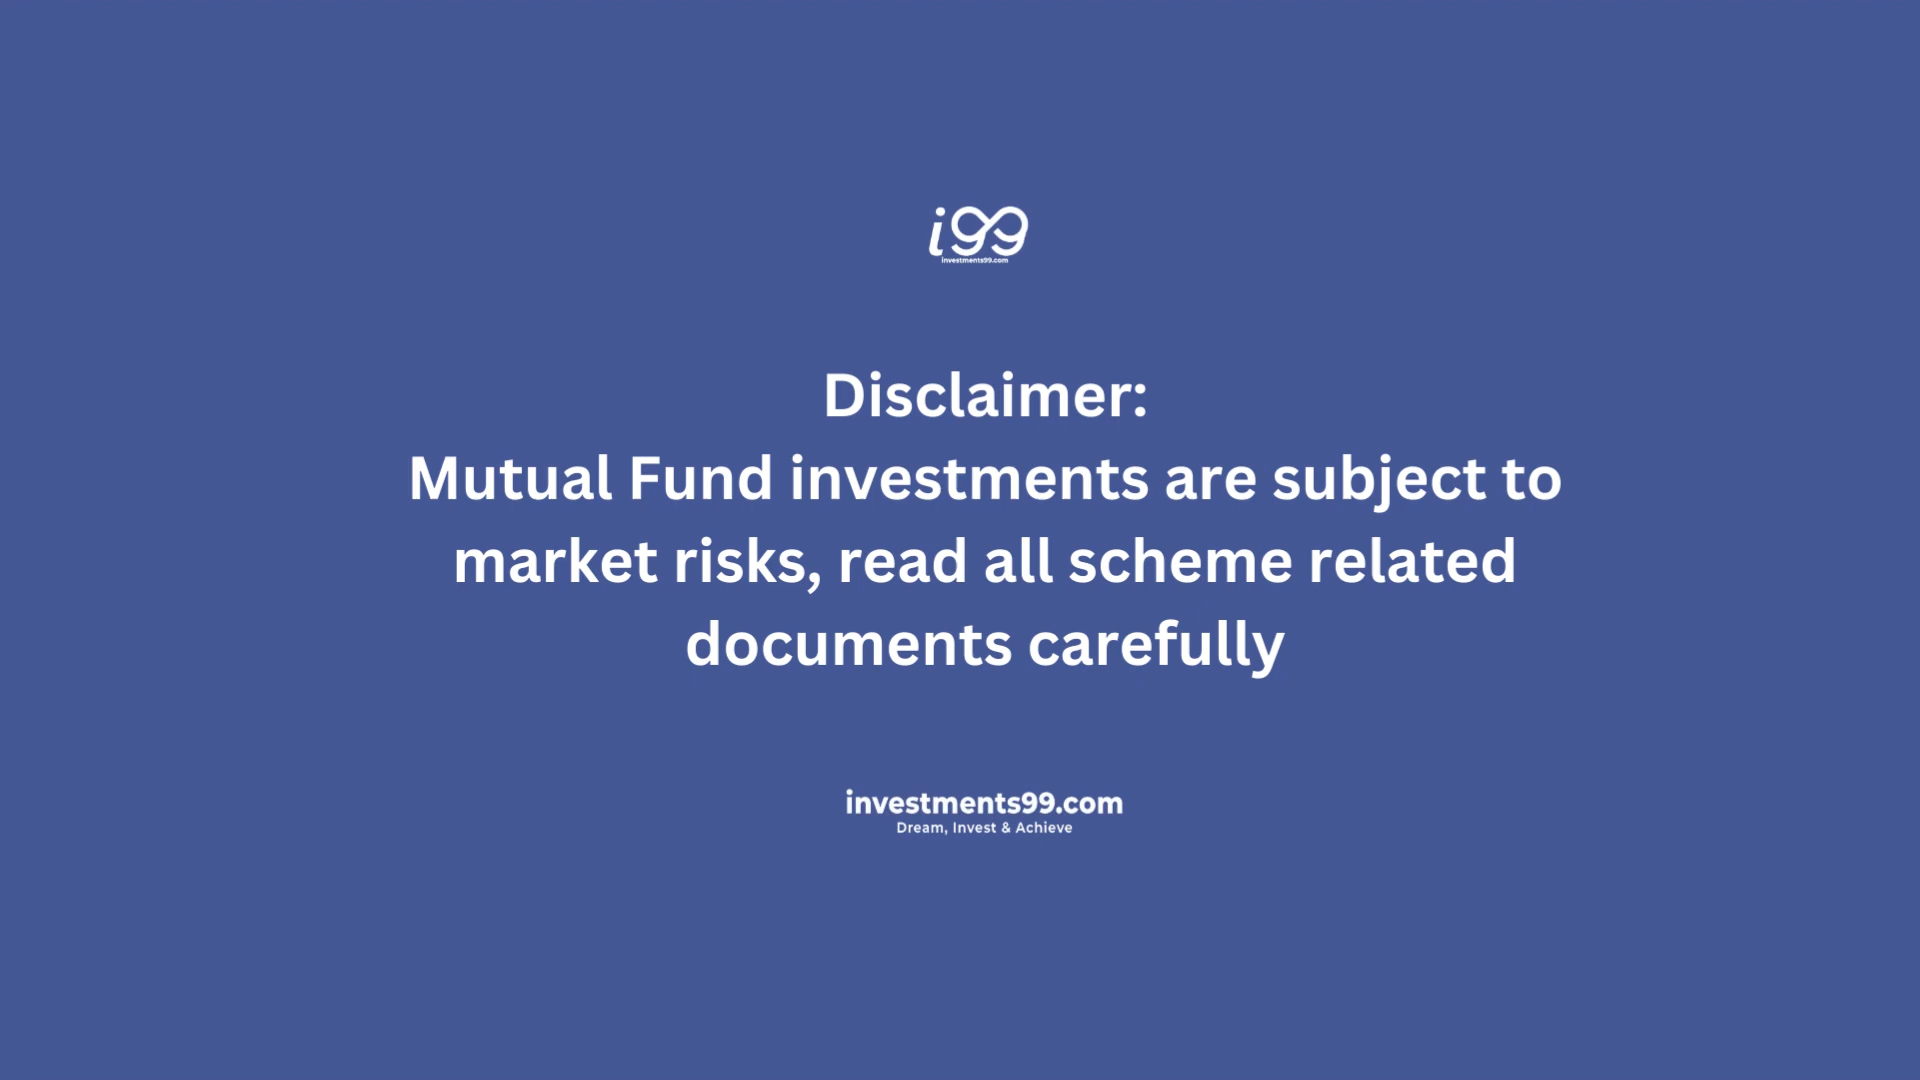 i99
investments99.com
Disclaimer:
Mutual Fund investments are subject to
market risks, read all scheme related
documents carefully
investments99.com
Dream, Invest & Achieve